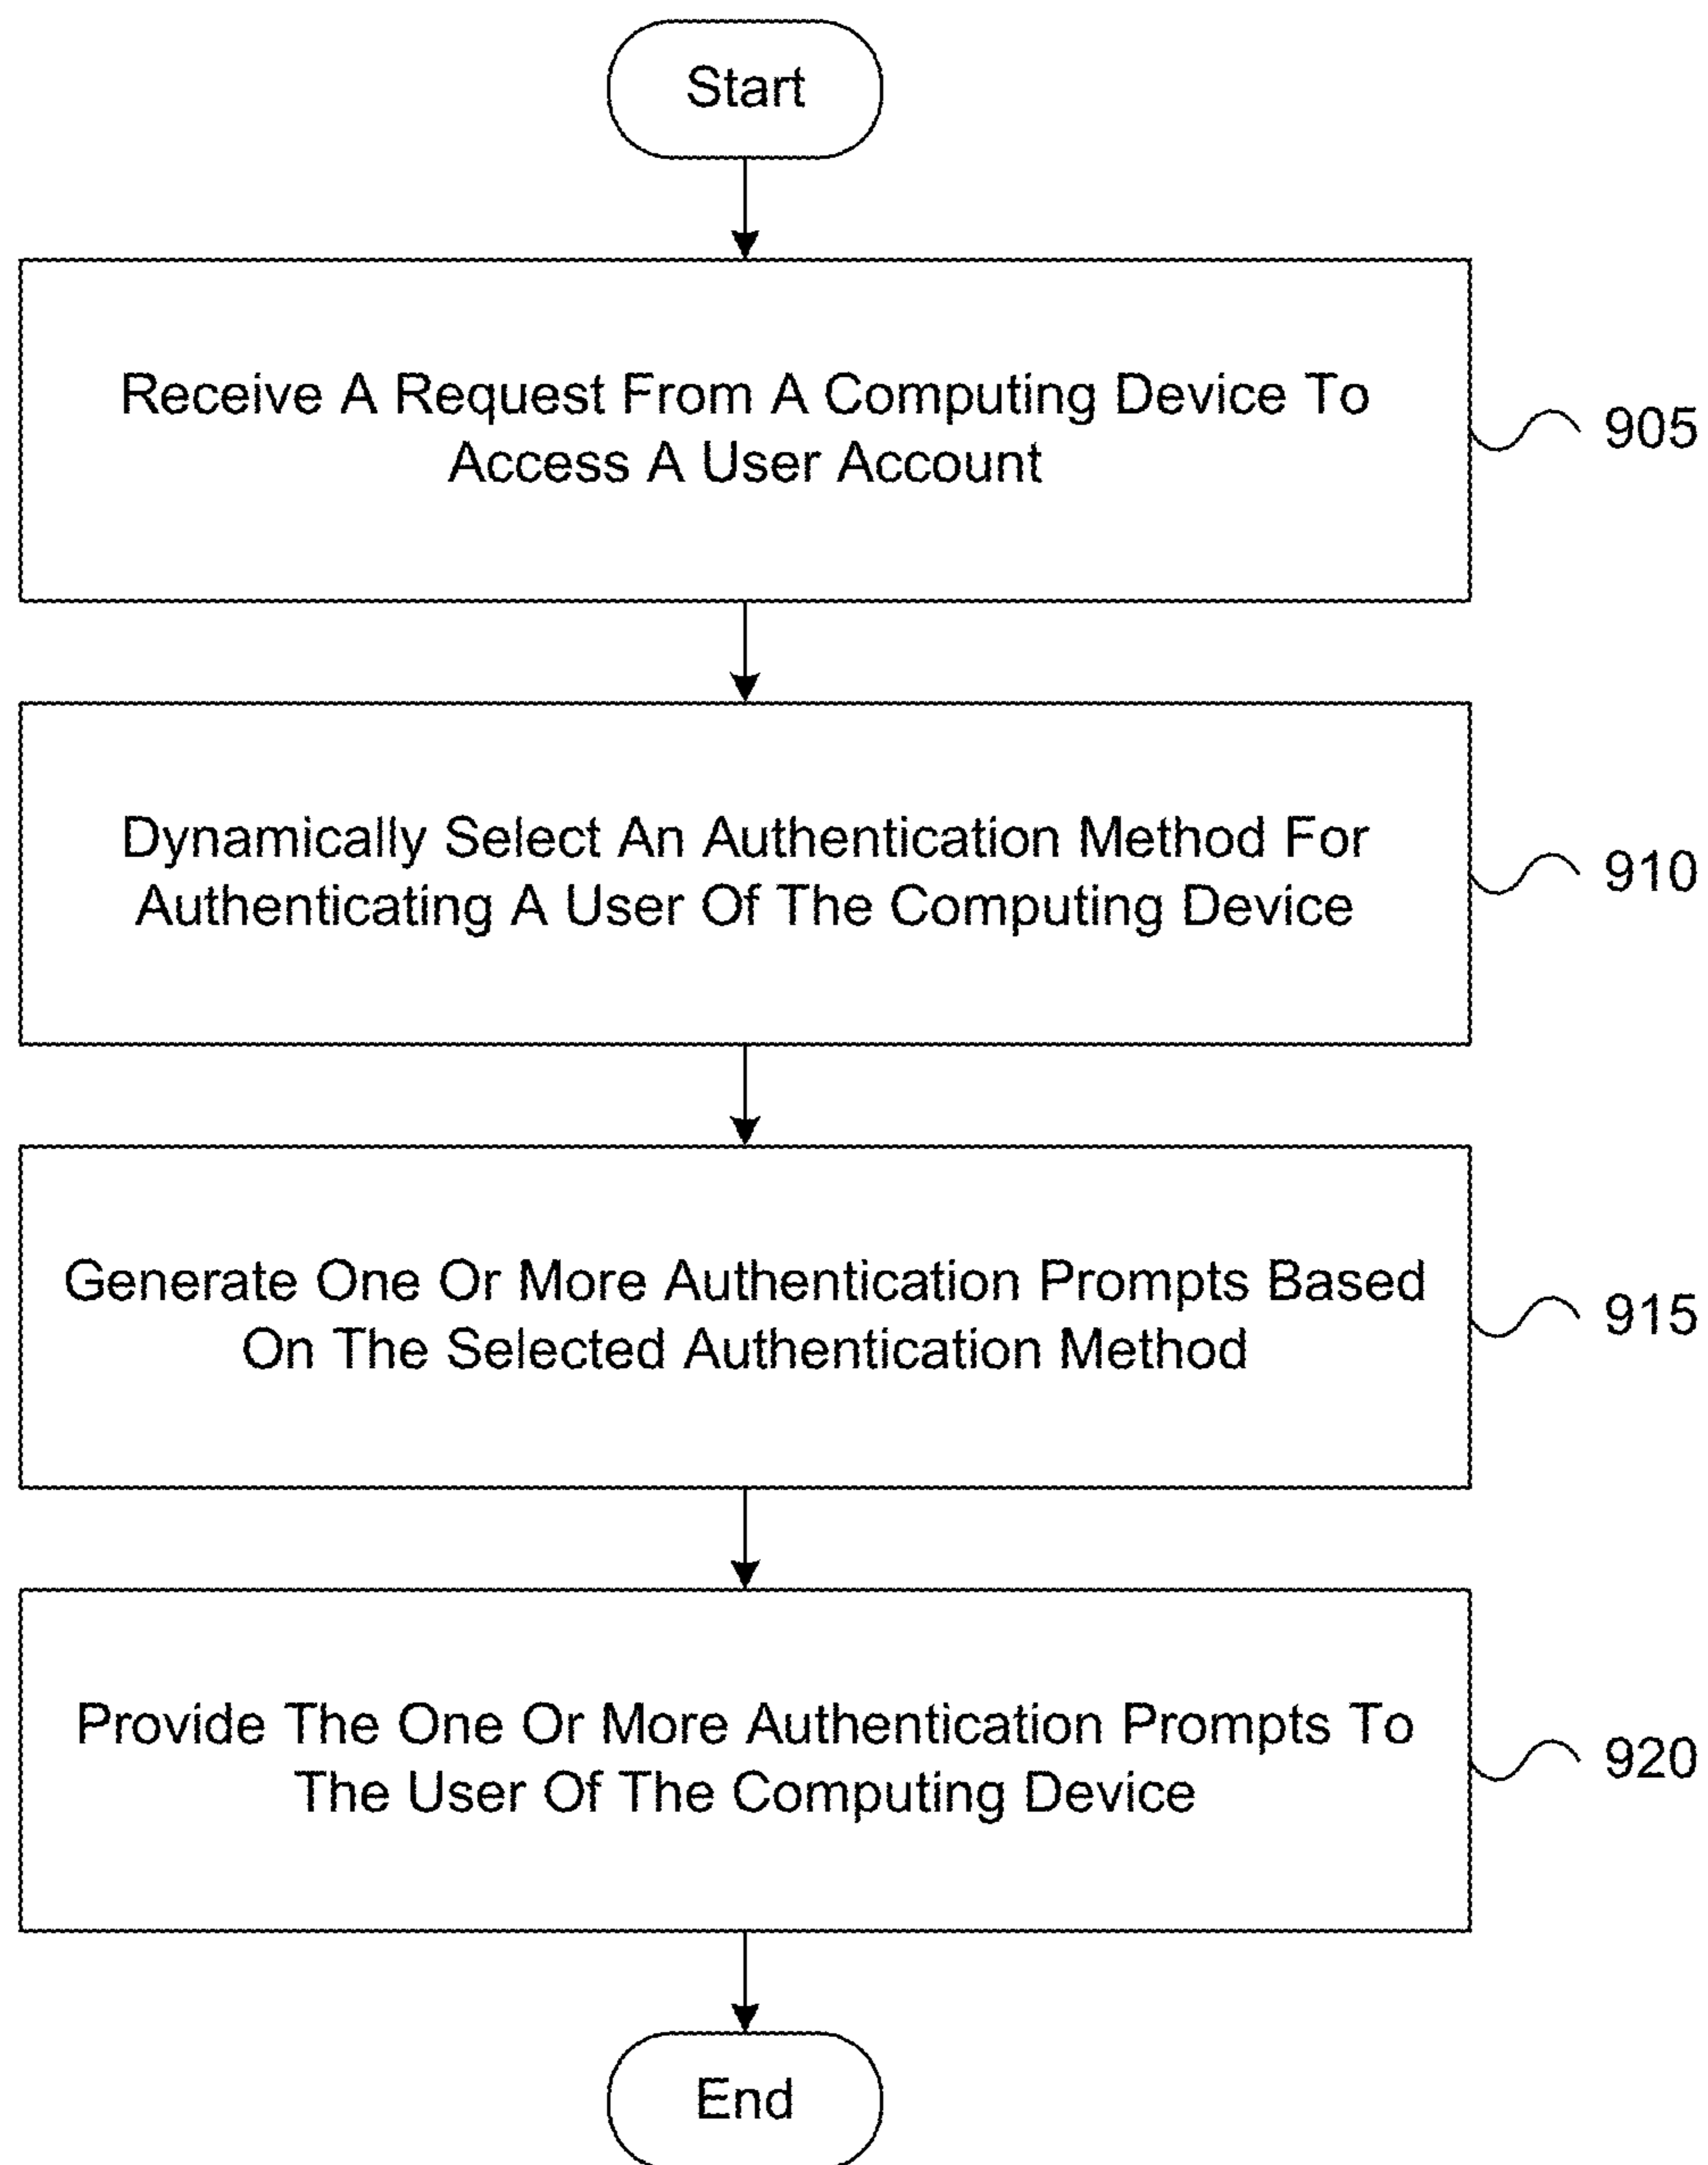 Start
Receive A Request From A Computing Device To
Access A User Account
905
Dynamically Select An Authentication Method For
Authenticating A User Of The Computing Device
910
Generate One Or More Authentication Prompts Based
On The Selected Authentication Method
915
Provide The One Or More Authentication Prompts To
The User Of The Computing Device
920
End